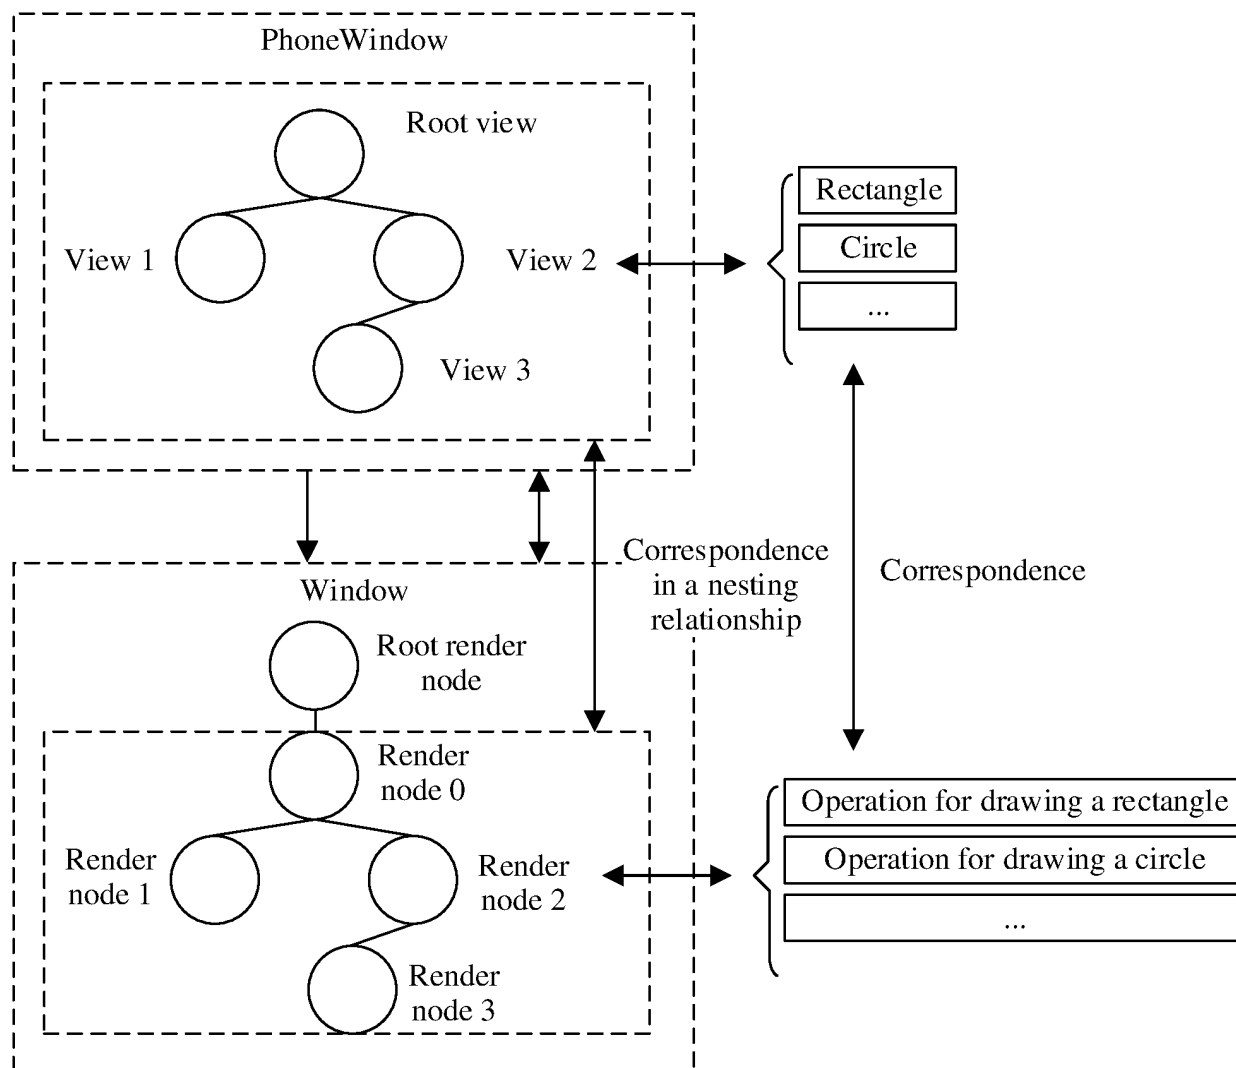 PhoneWindow
Root view
View 1
View 2
View 3
Rectangle
Circle
...
Correspondence
in a nesting
relationship
Correspondence
Window
Root render
node
Render
node 0
Render
node 1
Render
node 2
Render
node 3
Operation for drawing a rectangle
Operation for drawing a circle
...